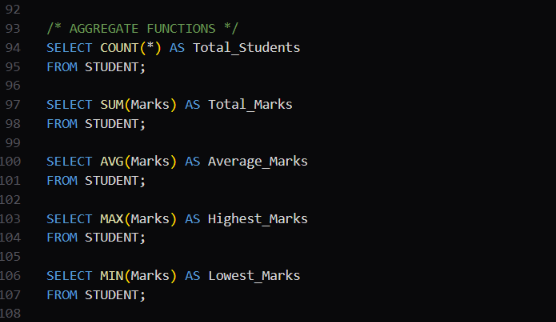 92
93 /* AGGREGATE FUNCTIONS */
94 SELECT COUNT(*) AS Total_Students
95 FROM STUDENT;
96
97 SELECT SUM(Marks) AS Total_Marks
98 FROM STUDENT;
99
100 SELECT AVG(Marks) AS Average_Marks
101 FROM STUDENT;
102
103 SELECT MAX(Marks) AS Highest_Marks
104 FROM STUDENT;
105
106 SELECT MIN(Marks) AS Lowest_Marks
107 FROM STUDENT;
108